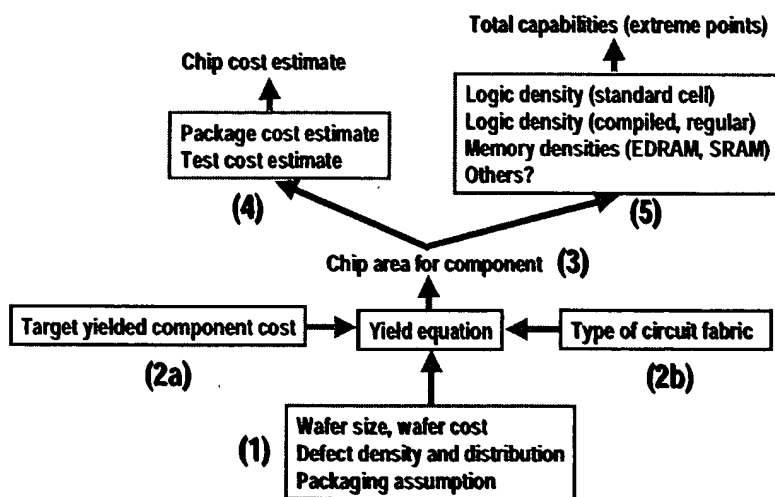 Total capabilities (extreme points)
Chip cost estimate
Package cost estimate
Test cost estimate
(4)
Logic density (standard cell)
Logic density (compiled, regular)
Memory densities (EDRAM, SRAM)
Others?
(5)
Chip area for component (3)
Target yielded component cost
(2a)
Yield equation
Type of circuit fabric
(2b)
(1)
Wafer size, wafer cost
Defect density and distribution
Packaging assumption